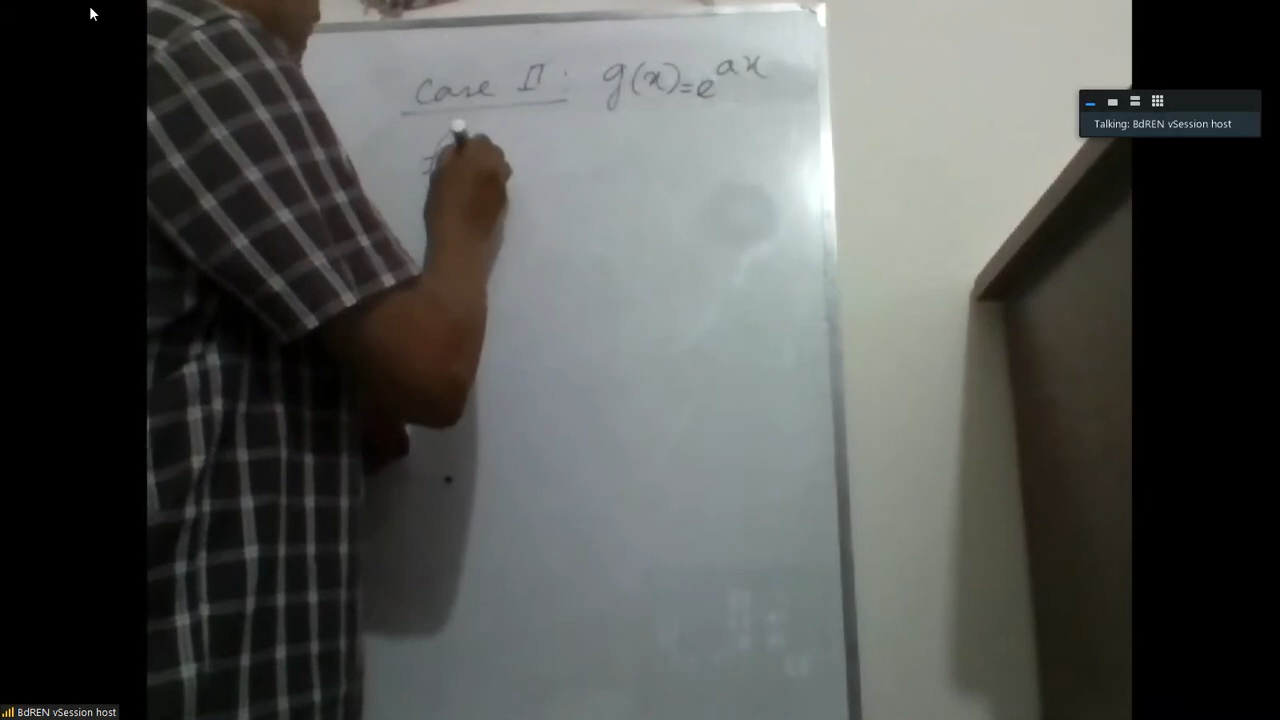 Case II : g(x)=e^{ax}
Talking: BdREN vSession host
BdREN vSession host